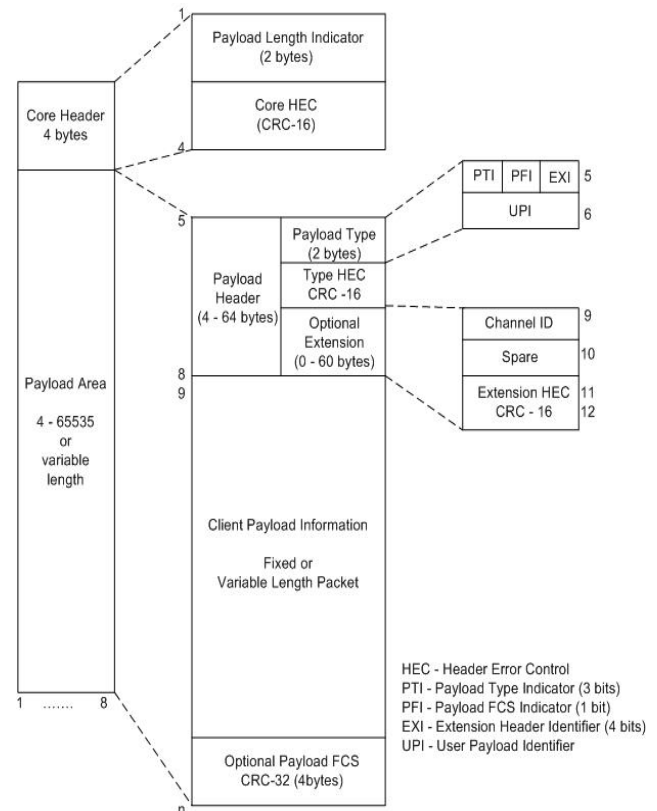 1
Payload Length Indicator
(2 bytes)
Core HEC
(CRC-16)
4
Core Header
4 bytes
PTI PFI EXI 5
UPI 6
5
Payload Type
(2 bytes)
Type HEC
CRC -16
Payload
Header
(4 - 64 bytes)
Optional
Extension
(0 - 60 bytes)
8
9
Channel ID 9
Spare 10
Extension HEC 11
CRC - 16 12
Payload Area
4 - 65535
or
variable
length
Client Payload Information
Fixed or
Variable Length Packet
1 ....... 8
HEC - Header Error Control
PTI - Payload Type Indicator (3 bits)
PFI - Payload FCS Indicator (1 bit)
EXI - Extension Header Identifier (4 bits)
UPI - User Payload Identifier
Optional Payload FCS
CRC-32 (4bytes)
n